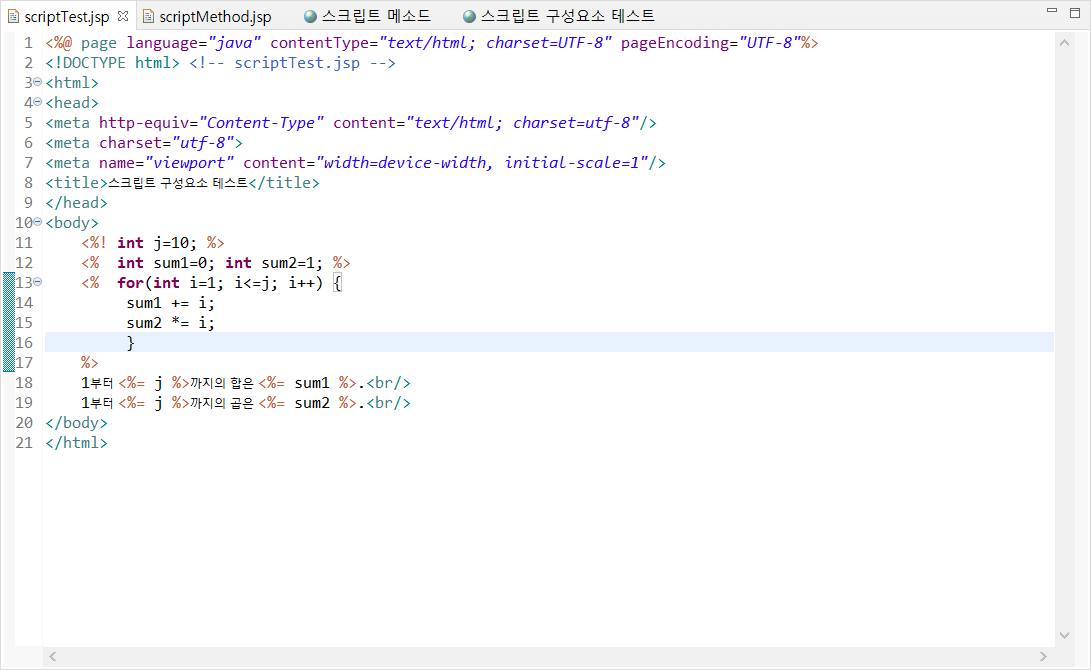 scriptTest.jsp scriptMethod.jsp 스크립트 메소드 스크립트 구성요소 테스트
1 <%@ page language="java" contentType="text/html; charset=UTF-8" pageEncoding="UTF-8"%>
2 <!DOCTYPE html> <!-- scriptTest.jsp -->
3 <html>
4 <head>
5 <meta http-equiv="Content-Type" content="text/html; charset=utf-8"/>
6 <meta charset="utf-8">
7 <meta name="viewport" content="width=device-width, initial-scale=1"/>
8 <title>스크립트 구성요소 테스트</title>
9 </head>
10 <body>
11     <%! int j=10; %>
12     <%  int sum1=0; int sum2=1; %>
13     <%  for(int i=1; i<=j; i++) {
14          sum1 += i;
15          sum2 *= i;
16          }
17     %>
18     1부터 <%= j %>까지의 합은 <%= sum1 %>.<br/>
19     1부터 <%= j %>까지의 곱은 <%= sum2 %>.<br/>
20 </body>
21 </html>